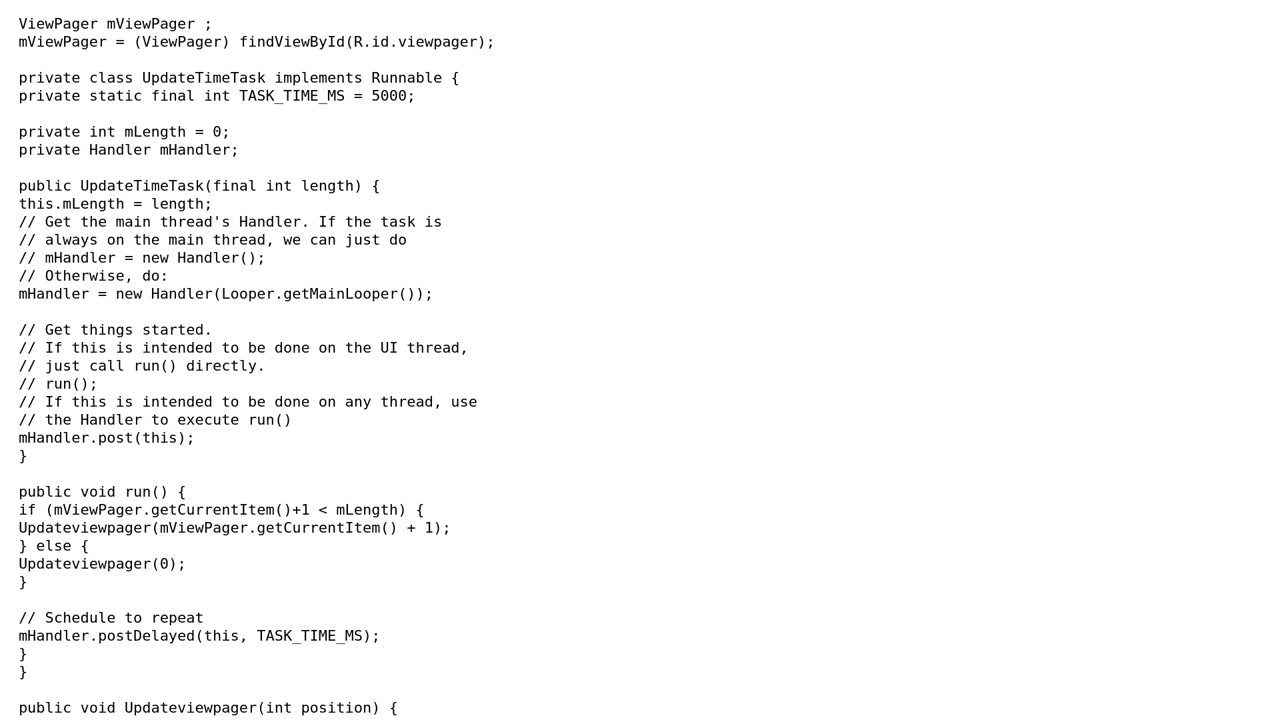 ViewPager mViewPager ;
mViewPager = (ViewPager) findViewById(R.id.viewpager);

private class UpdateTimeTask implements Runnable {
private static final int TASK_TIME_MS = 5000;

private int mLength = 0;
private Handler mHandler;

public UpdateTimeTask(final int length) {
this.mLength = length;
// Get the main thread's Handler. If the task is
// always on the main thread, we can just do
// mHandler = new Handler();
// Otherwise, do:
mHandler = new Handler(Looper.getMainLooper());

// Get things started.
// If this is intended to be done on the UI thread,
// just call run() directly.
// run();
// If this is intended to be done on any thread, use
// the Handler to execute run()
mHandler.post(this);
}

public void run() {
if (mViewPager.getCurrentItem()+1 < mLength) {
Updateviewpager(mViewPager.getCurrentItem() + 1);
} else {
Updateviewpager(0);
}

// Schedule to repeat
mHandler.postDelayed(this, TASK_TIME_MS);
}
}

public void Updateviewpager(int position) {